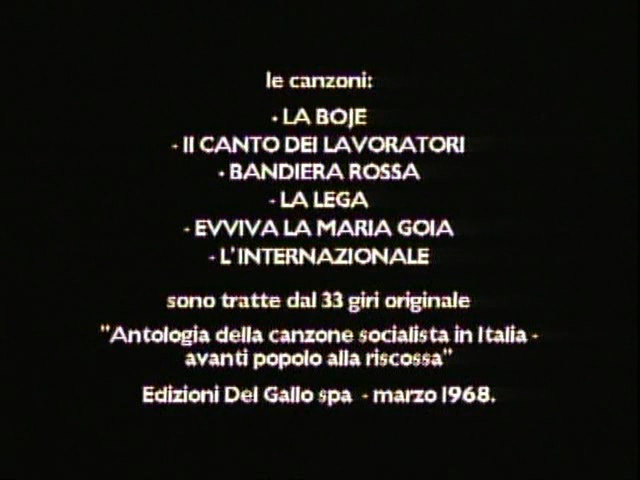 le canzoni:
- LA BOJE
- Il CANTO DEI LAVORATORI
- BANDIERA ROSSA
- LA LEGA
- EVVIVA LA MARIA GOIA
- L'INTERNAZIONALE
sono tratte dal 33 giri originale
"Antologia della canzone socialista in Italia -
avanti popolo alla riscossa"
Edizioni Del Gallo spa - marzo 1968.